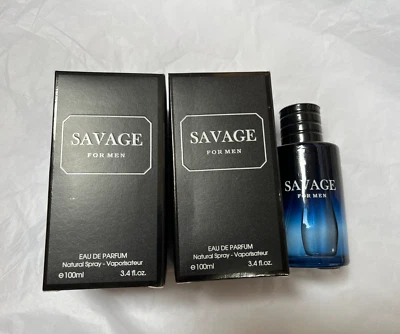 SAVAGE
FOR MEN
EAU DE PARFUM
Natural Spray - Vaporisateur
℮100ml 3.4 fl.oz.
SAVAGE
FOR MEN
EAU DE PARFUM
Natural Spray - Vaporisateur
℮100ml 3.4 fl.oz.
SAVAGE
FOR MEN